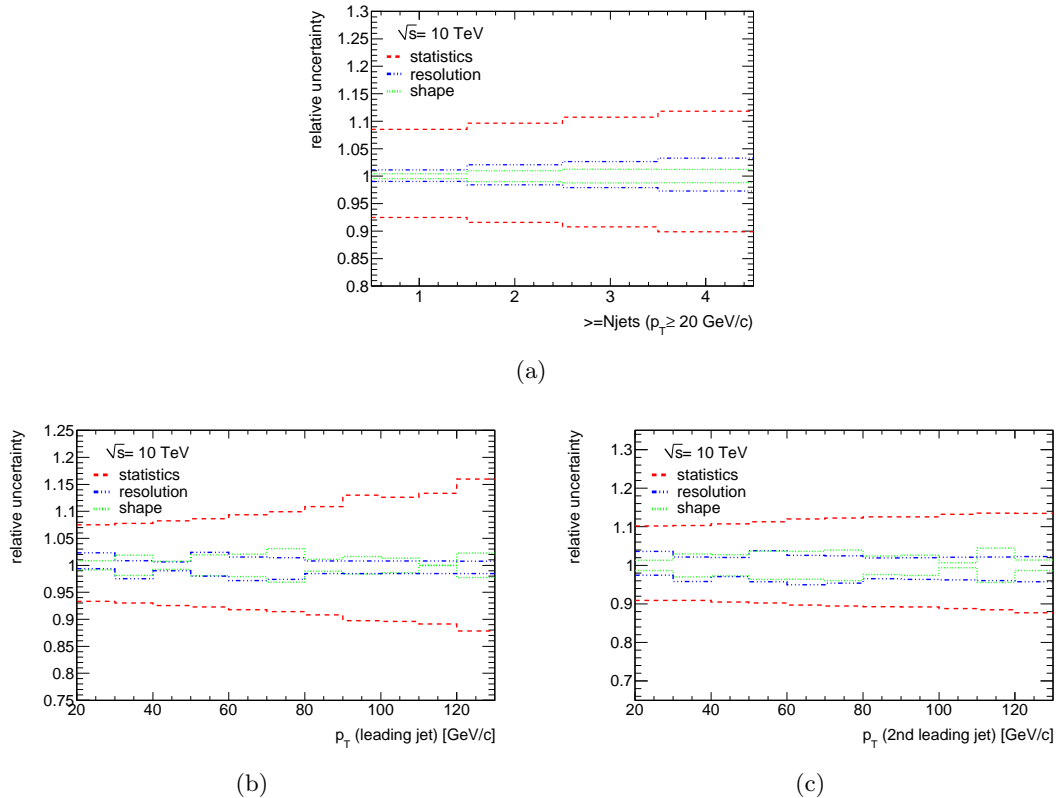 relative uncertainty
1.3
1.25
1.2
1.15
1.1
1.05
1
0.95
0.9
0.85
0.8
√s= 10 TeV
statistics
resolution
shape
1 2 3 4
>=Njets (p_T≥ 20 GeV/c)
(a)
relative uncertainty
1.25
1.2
1.15
1.1
1.05
1
0.95
0.9
0.85
0.8
0.75
√s= 10 TeV
statistics
resolution
shape
20 40 60 80 100 120
p_T (leading jet) [GeV/c]
(b)
relative uncertainty
1.3
1.2
1.1
1
0.9
0.8
0.7
√s= 10 TeV
statistics
resolution
shape
20 40 60 80 100 120
p_T (2nd leading jet) [GeV/c]
(c)